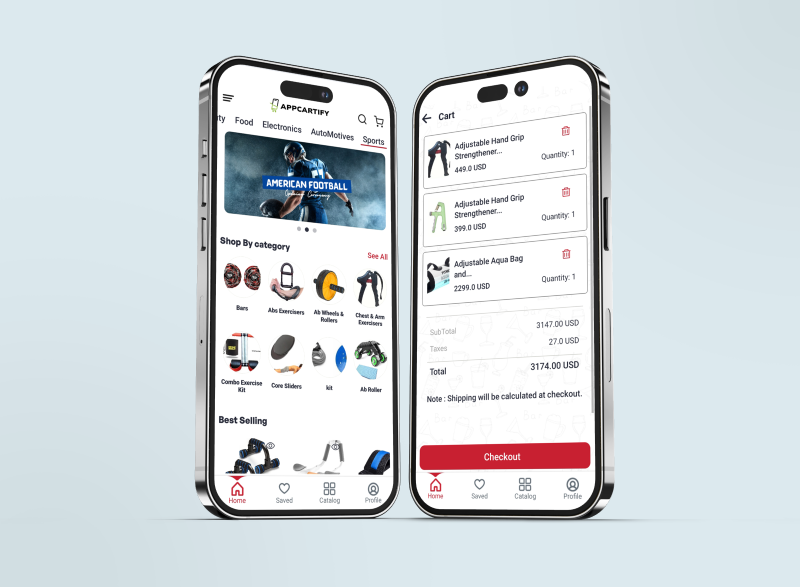 APPCARTIFY
ty Food Electronics AutoMotives Sports
AMERICAN FOOTBALL
Shop By category
See All
Bars
Abs Exercisers
Ab Wheels &
Rollers
Chest & Arm
Exercisers
Combo Exercise
Kit
Core Sliders
kit
Ab Roller
Best Selling
Home
Saved
Catalog
Profile
Cart
Adjustable Hand Grip
Strengthener...
449.0 USD
Quantity: 1
Adjustable Hand Grip
Strengthener...
399.0 USD
Quantity: 1
Adjustable Aqua Bag
and...
2299.0 USD
Quantity: 1
SubTotal
3147.00 USD
Taxes
27.0 USD
Total
3174.00 USD
Note : Shipping will be calculated at checkout.
Checkout
Home
Saved
Catalog
Profile